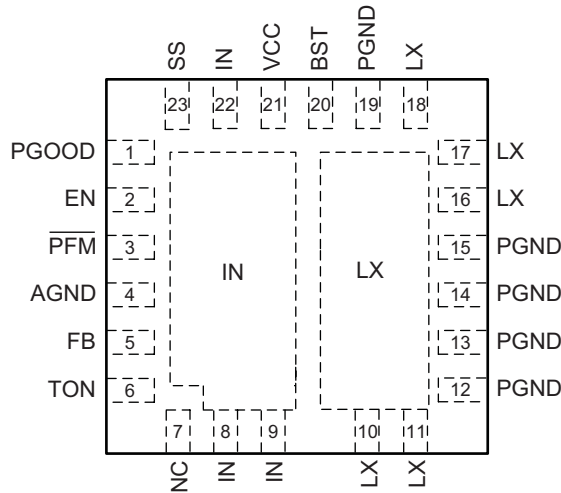 SS
IN
VCC
BST
PGND
LX
23
22
21
20
19
18
PGOOD 1
EN 2
PFM 3
AGND 4
FB 5
TON 6
IN
LX
17 LX
16 LX
15 PGND
14 PGND
13 PGND
12 PGND
7
8
9
10
11
NC
IN
IN
LX
LX